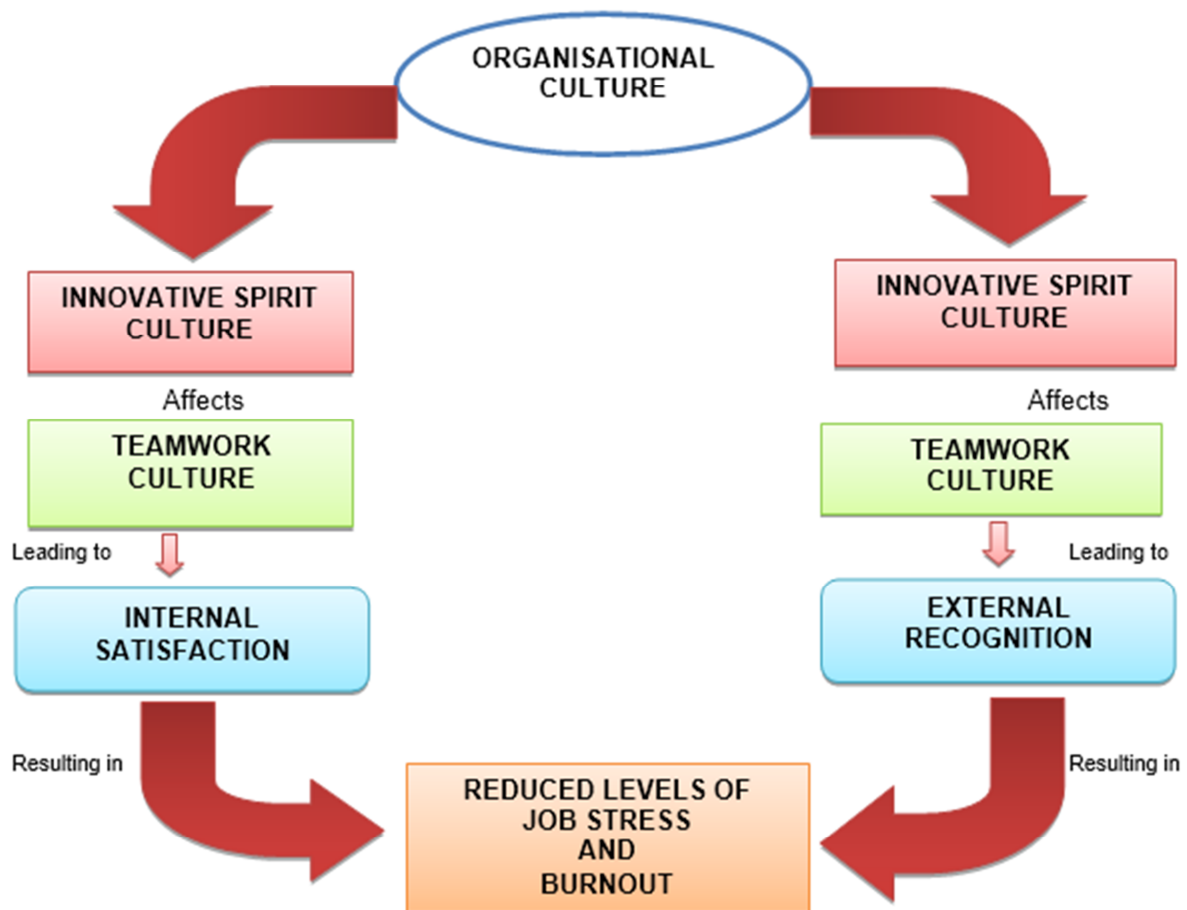 ORGANISATIONAL
CULTURE
INNOVATIVE SPIRIT
CULTURE
Affects
TEAMWORK
CULTURE
Leading to
INTERNAL
SATISFACTION
Resulting in
INNOVATIVE SPIRIT
CULTURE
Affects
TEAMWORK
CULTURE
Leading to
EXTERNAL
RECOGNITION
Resulting in
REDUCED LEVELS OF
JOB STRESS
AND
BURNOUT